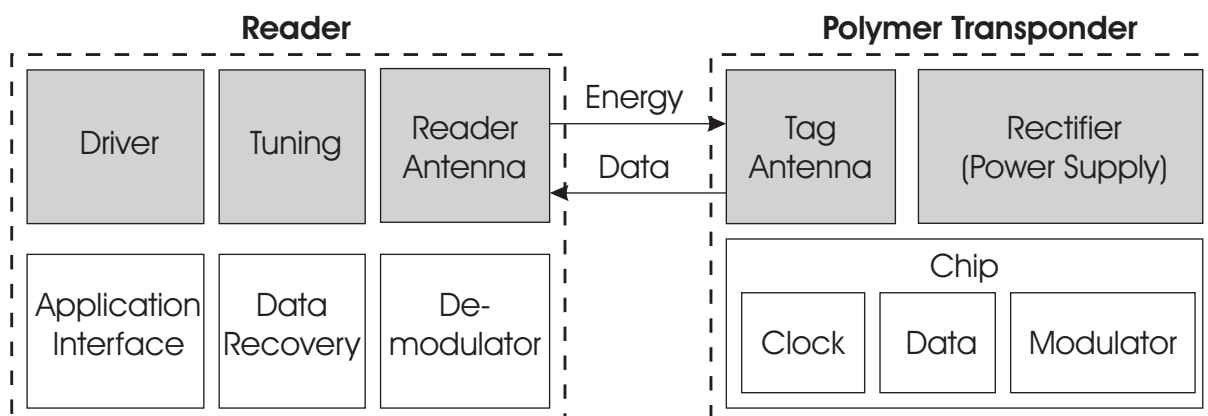 Reader
Polymer Transponder
Driver
Tuning
Reader
Antenna
Energy
Data
Tag
Antenna
Rectifier
(Power Supply)
Application
Interface
Data
Recovery
De-
modulator
Chip
Clock
Data
Modulator